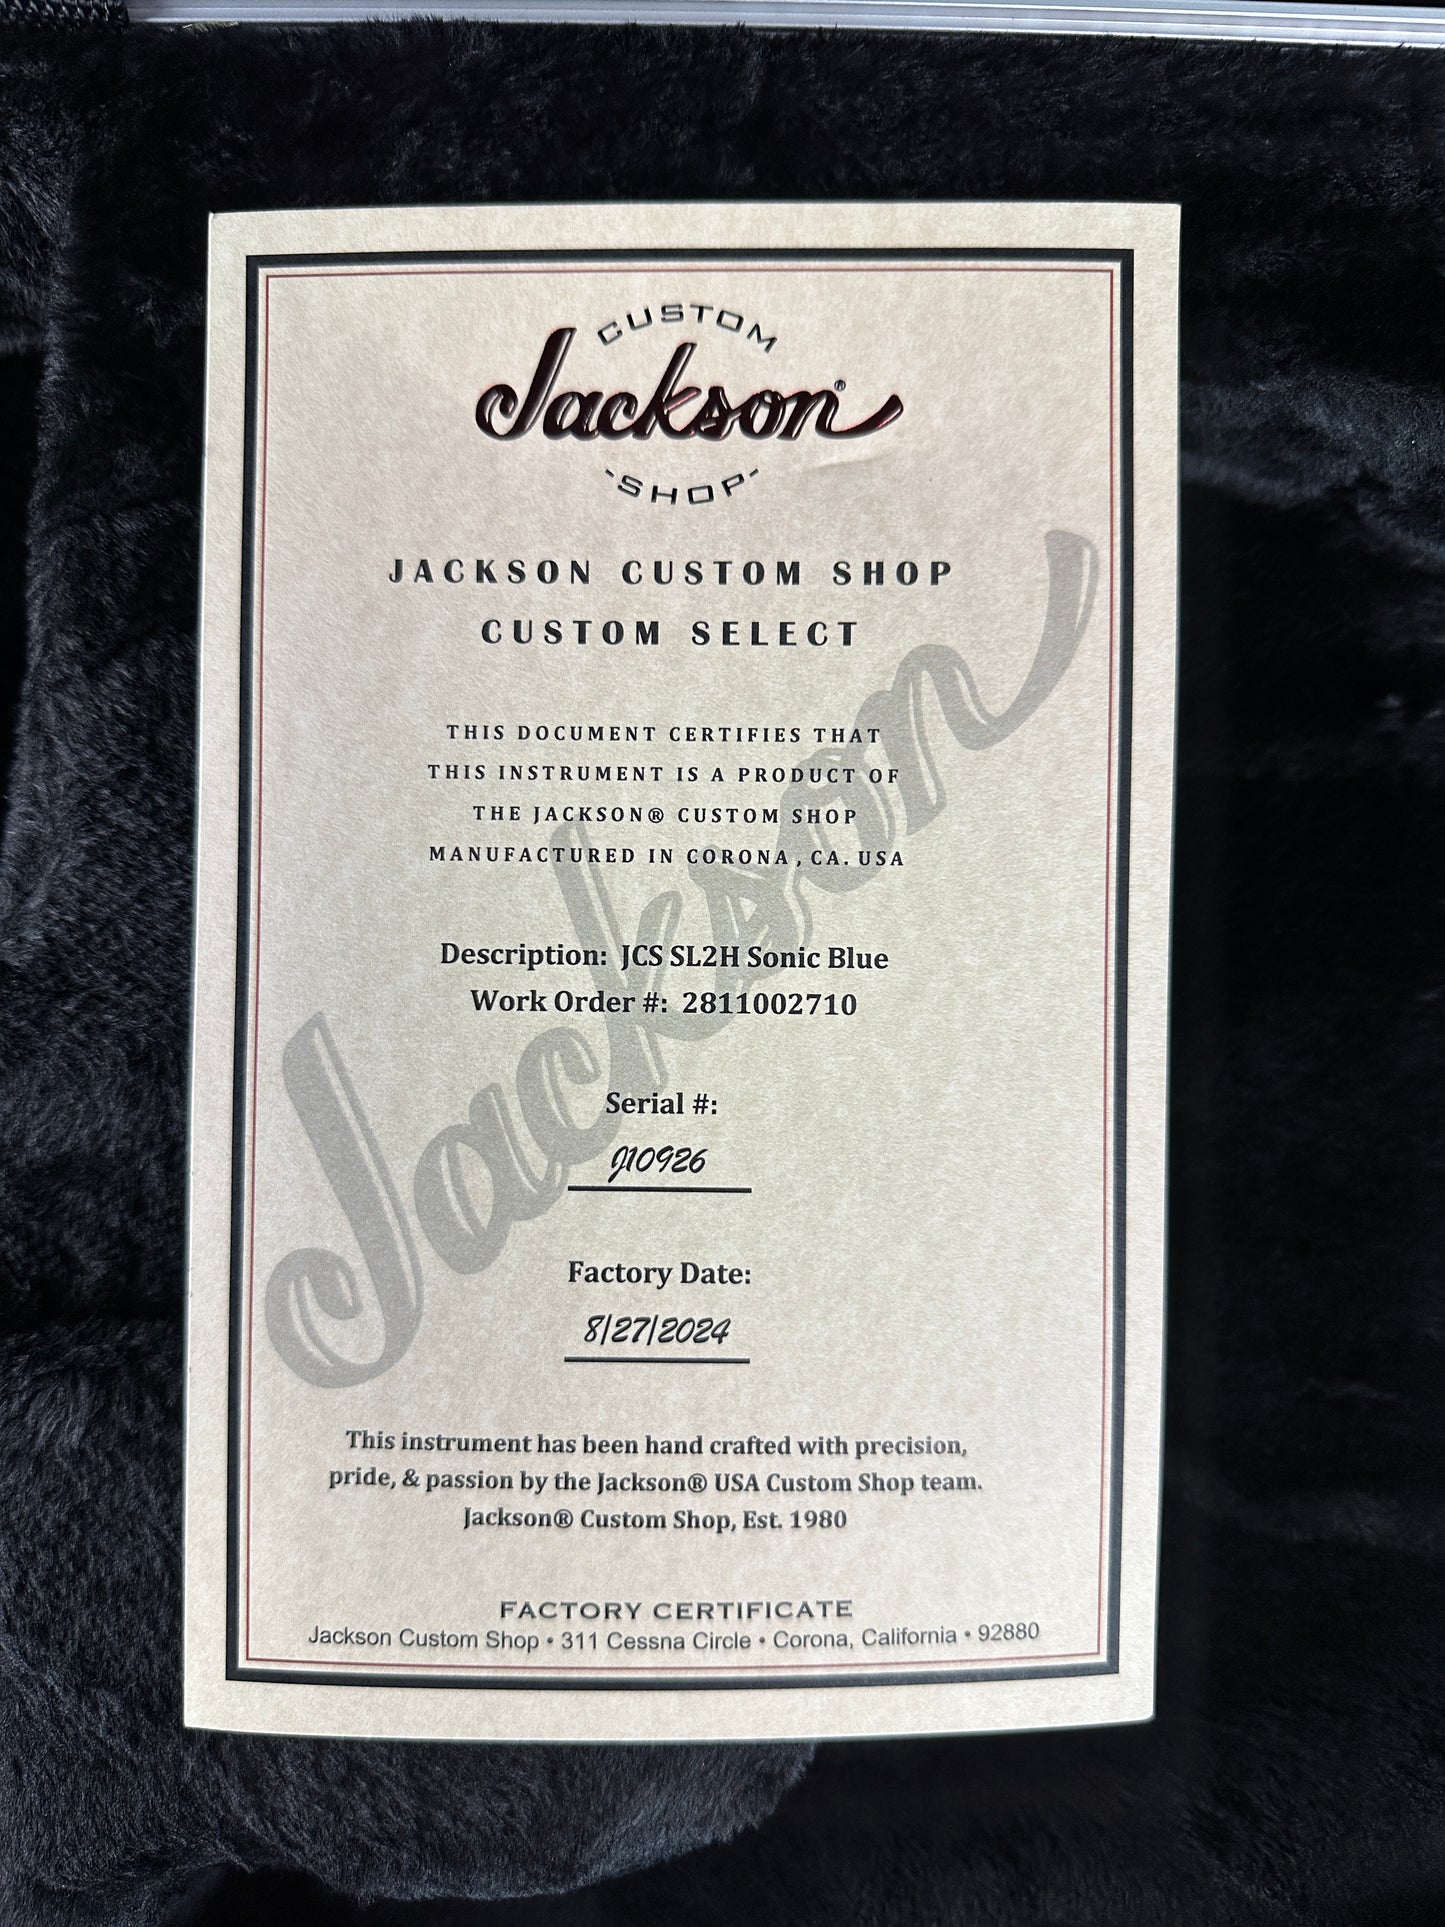 CUSTOM
Jackson®
SHOP
JACKSON CUSTOM SHOP
CUSTOM SELECT
THIS DOCUMENT CERTIFIES THAT
THIS INSTRUMENT IS A PRODUCT OF
THE JACKSON® CUSTOM SHOP
MANUFACTURED IN CORONA, CA. USA
Description: JCS SL2H Sonic Blue
Work Order #: 2811002710
Serial #:
J10926
Factory Date:
8/27/2024
This instrument has been hand crafted with precision,
pride, & passion by the Jackson® USA Custom Shop team.
Jackson® Custom Shop, Est. 1980
FACTORY CERTIFICATE
Jackson Custom Shop • 311 Cessna Circle • Corona, California • 92880
Jackson